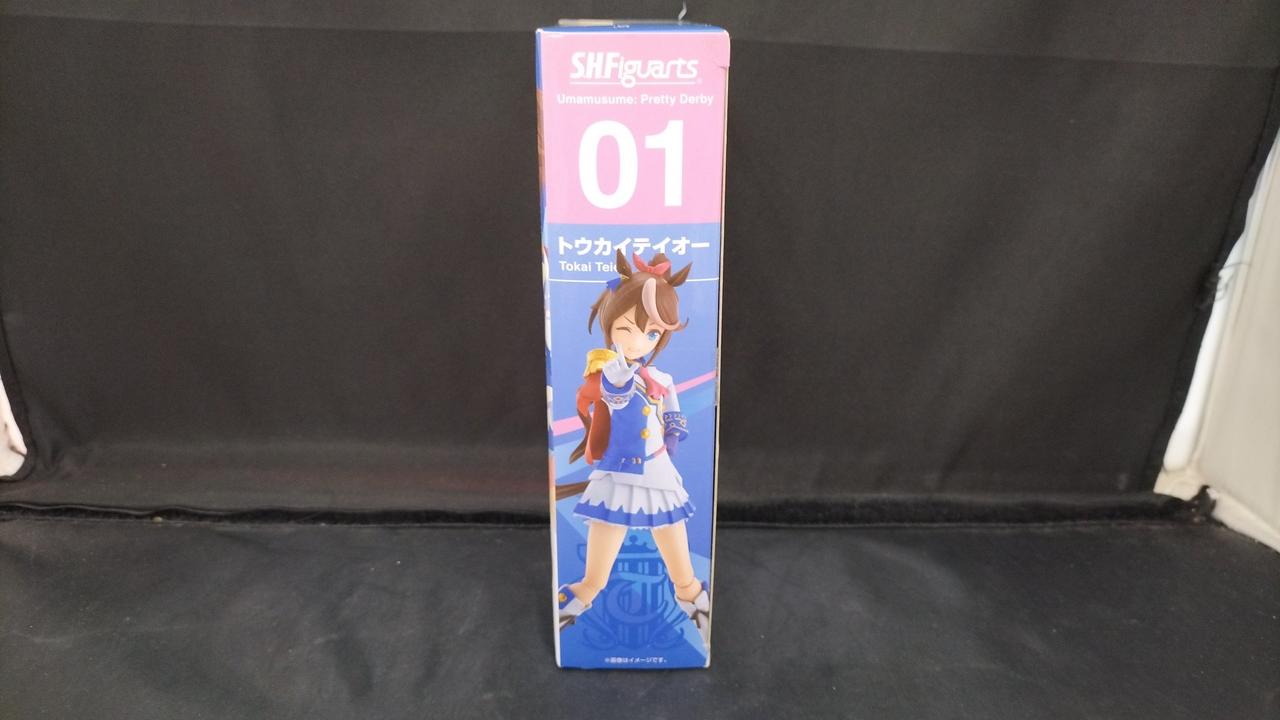 S.H.Figuarts
Umamusume: Pretty Derby
01
トウカイテイオー
Tokai
※画像はイメージです。